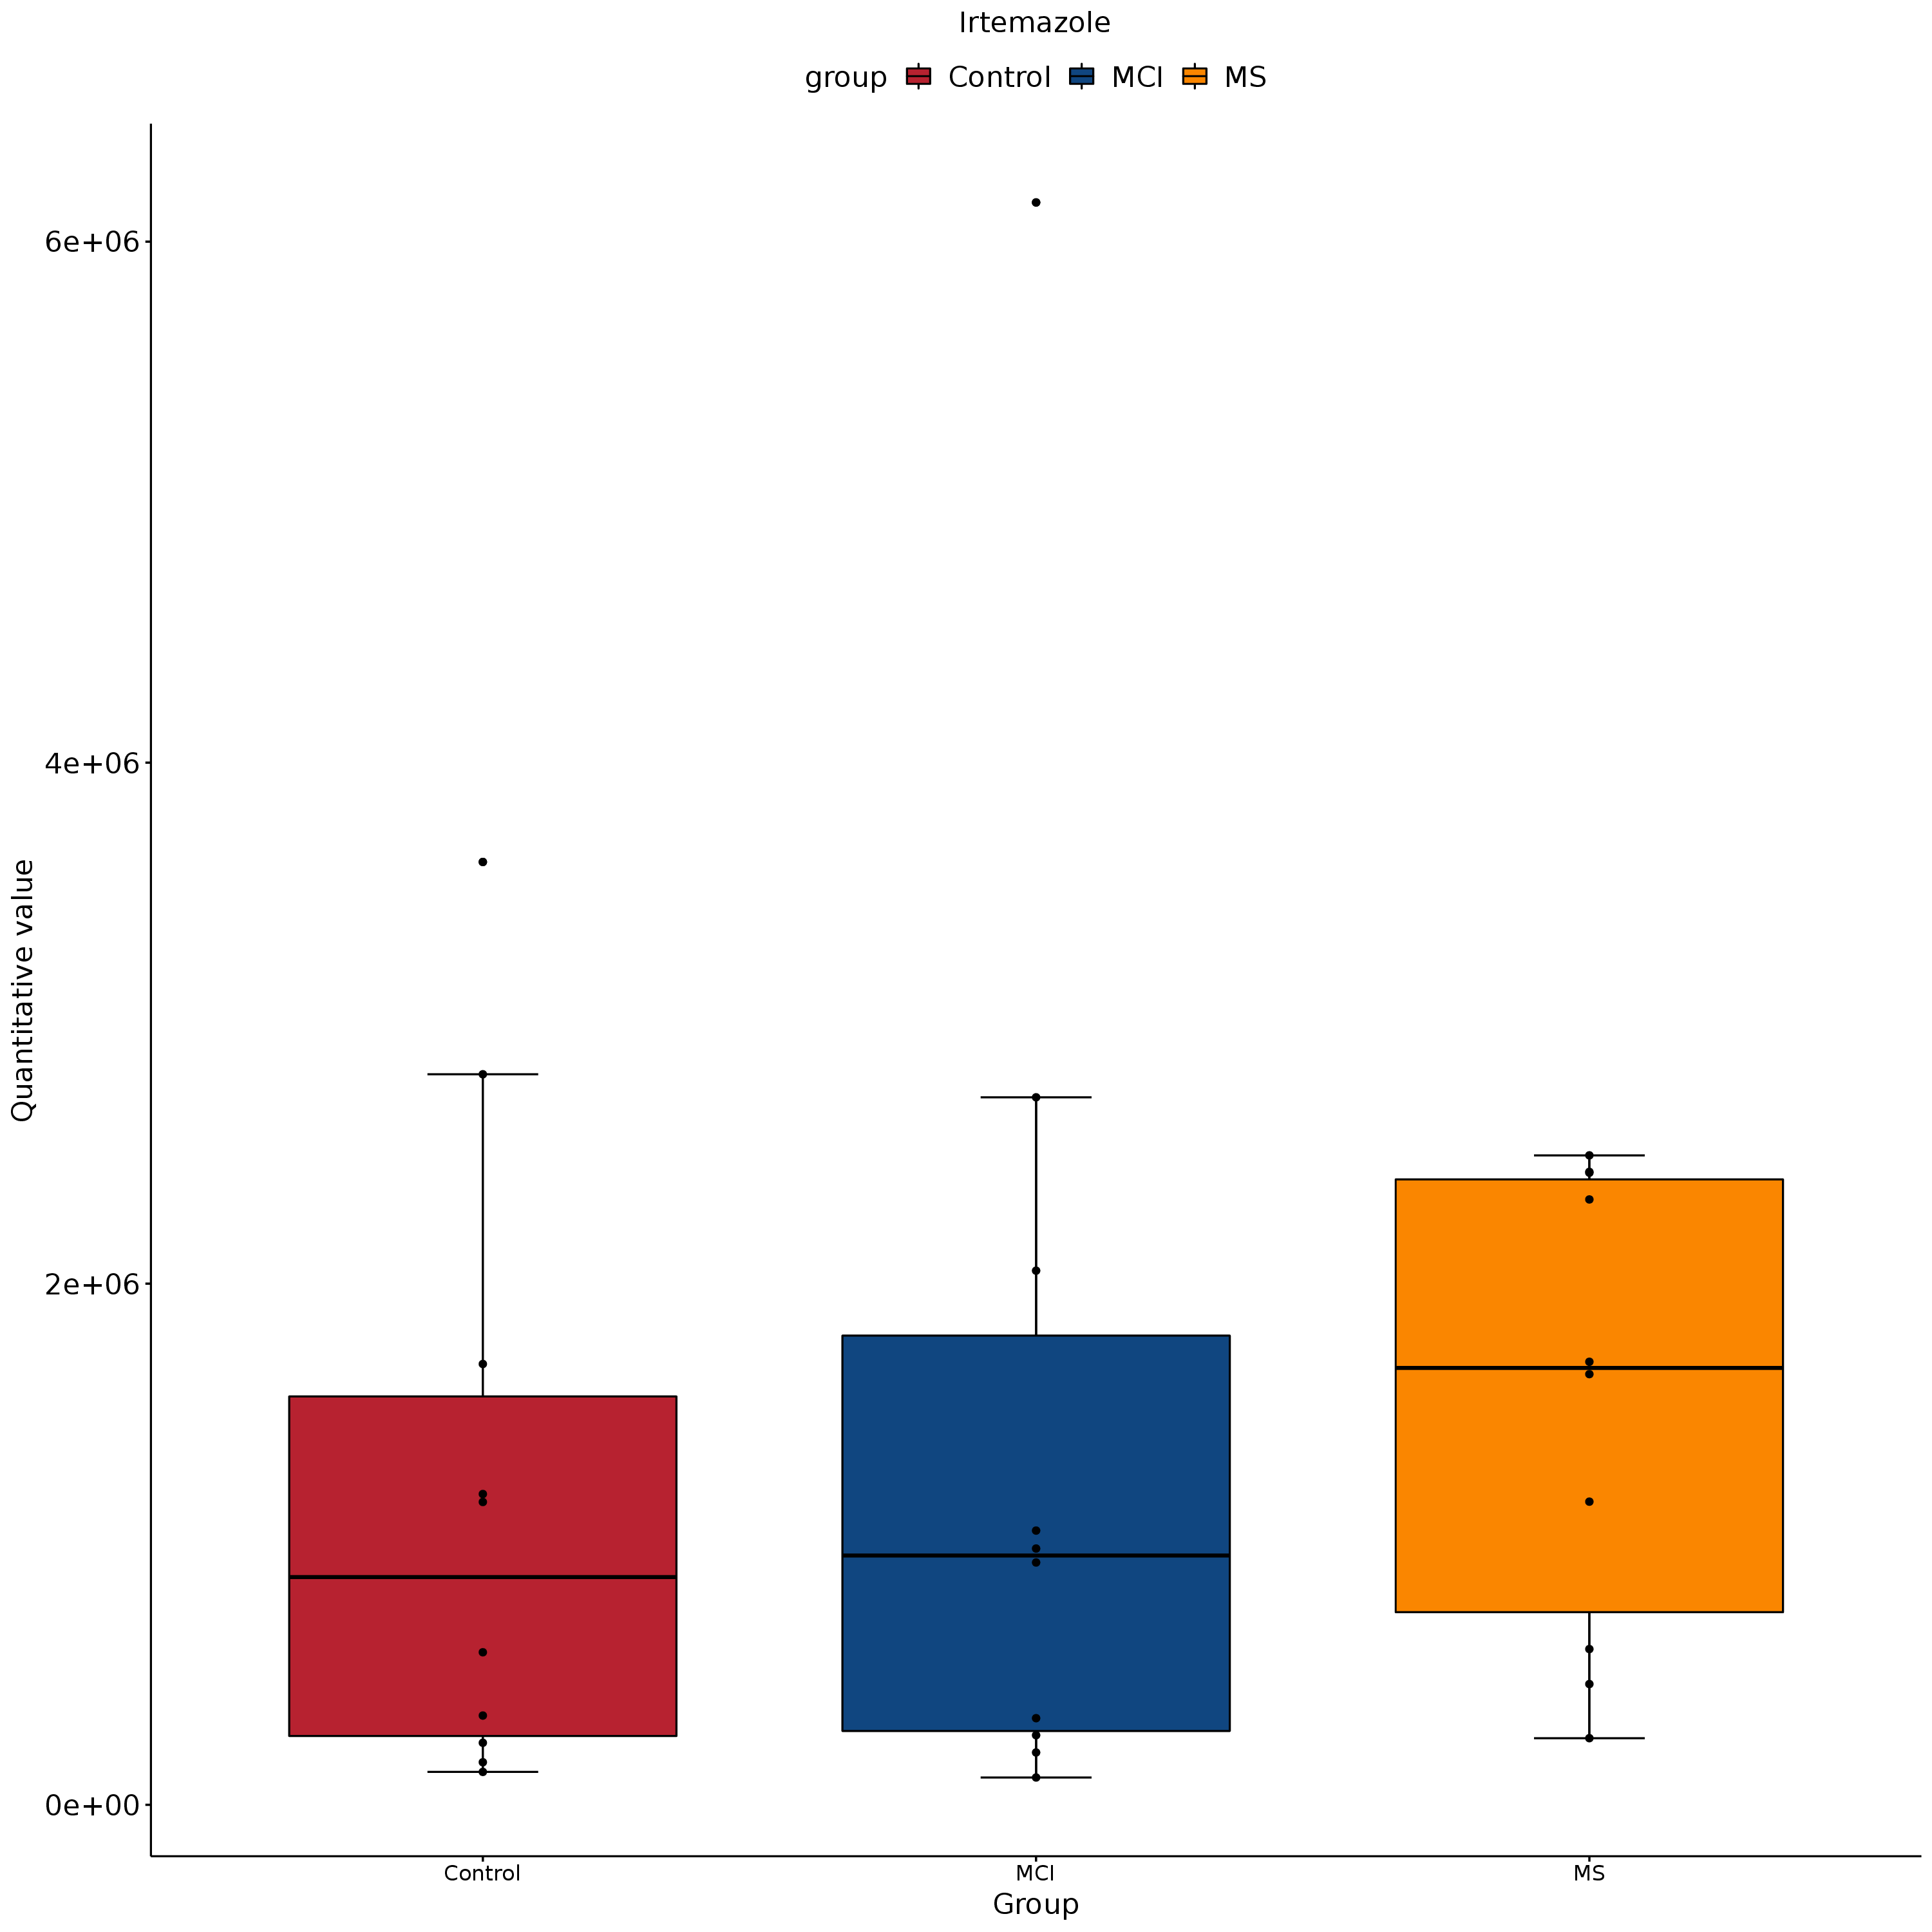 Irtemazole
group Control MCI MS
6e+06
4e+06
2e+06
0e+00
Quantitative value
Control MCI MS
Group